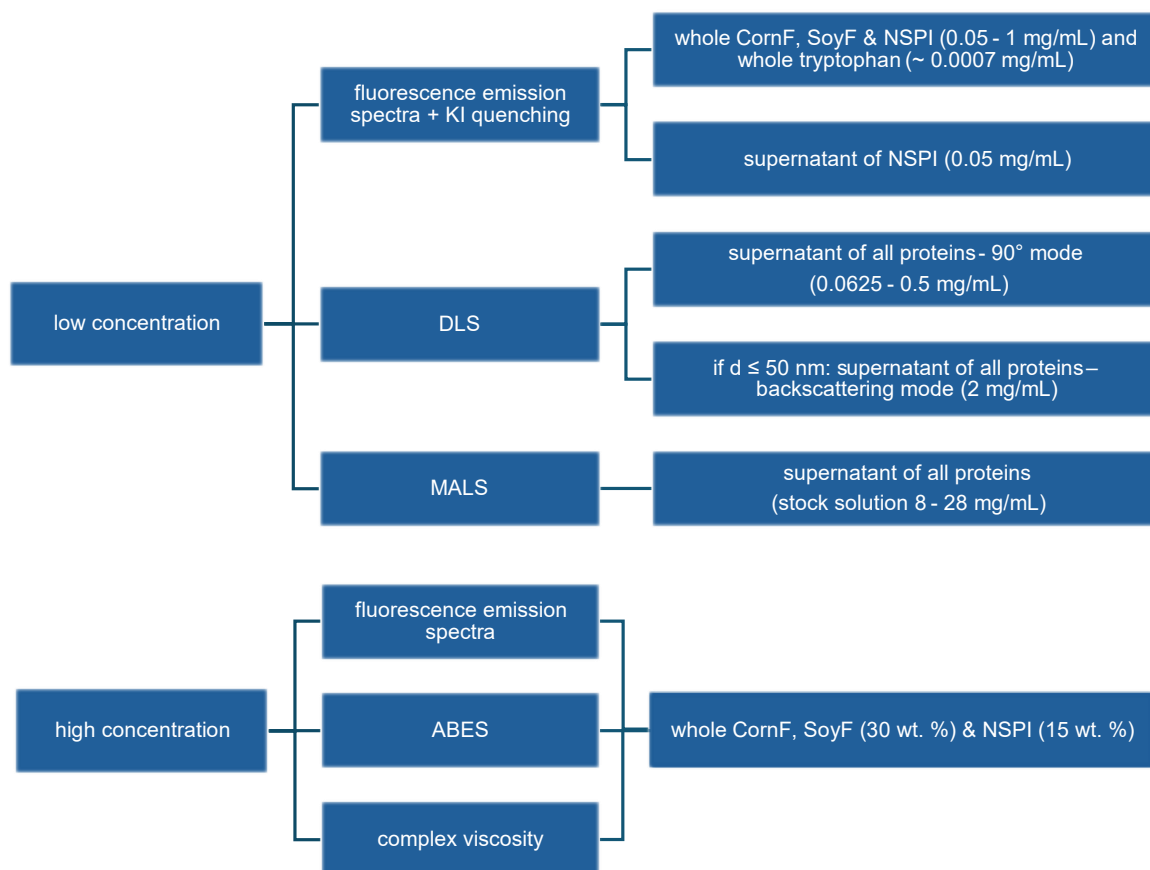 whole CornF, SoyF & NSPI (0.05 - 1 mg/mL) and
whole tryptophan (~ 0.0007 mg/mL)
fluorescence emission
spectra + KI quenching
supernatant of NSPI (0.05 mg/mL)
supernatant of all proteins - 90° mode
(0.0625 - 0.5 mg/mL)
low concentration
DLS
if d ≤ 50 nm: supernatant of all proteins –
backscattering mode (2 mg/mL)
MALS
supernatant of all proteins
(stock solution 8 - 28 mg/mL)
fluorescence emission
spectra
high concentration
ABES
whole CornF, SoyF (30 wt. %) & NSPI (15 wt. %)
complex viscosity